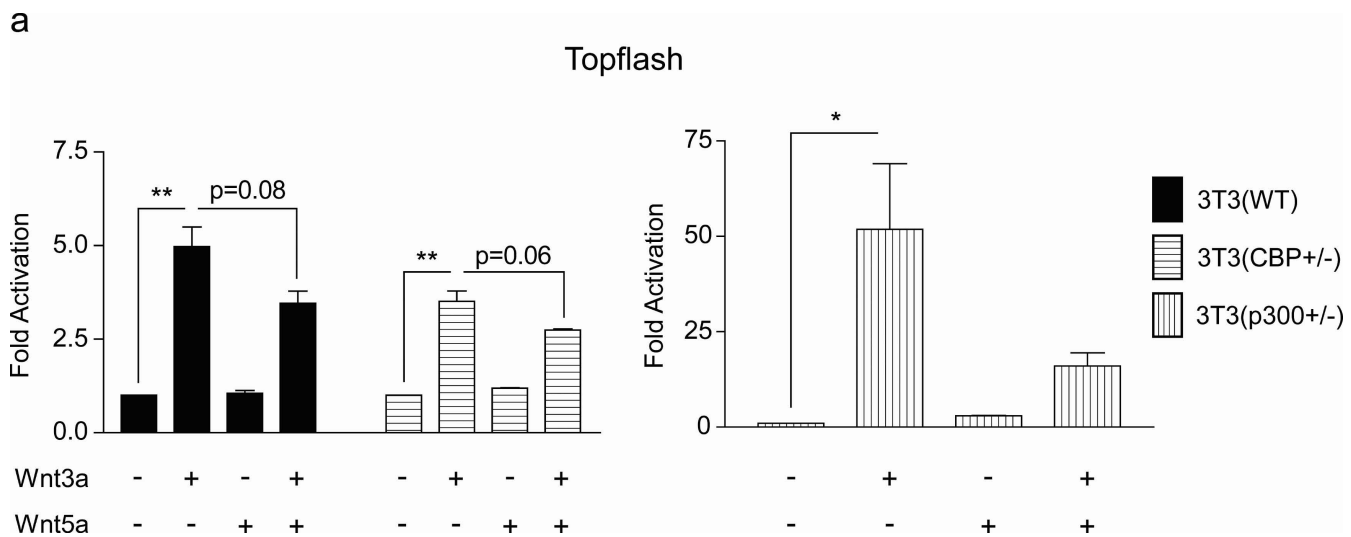 a
Topflash
Fold Activation
7.5
5.0
2.5
0.0
**
p=0.08
**
p=0.06
Fold Activation
75
50
25
0
*
3T3(WT)
3T3(CBP+/-)
3T3(p300+/-)
Wnt3a - + - + - + - + - + - +
Wnt5a - - + + - - + + - - + +